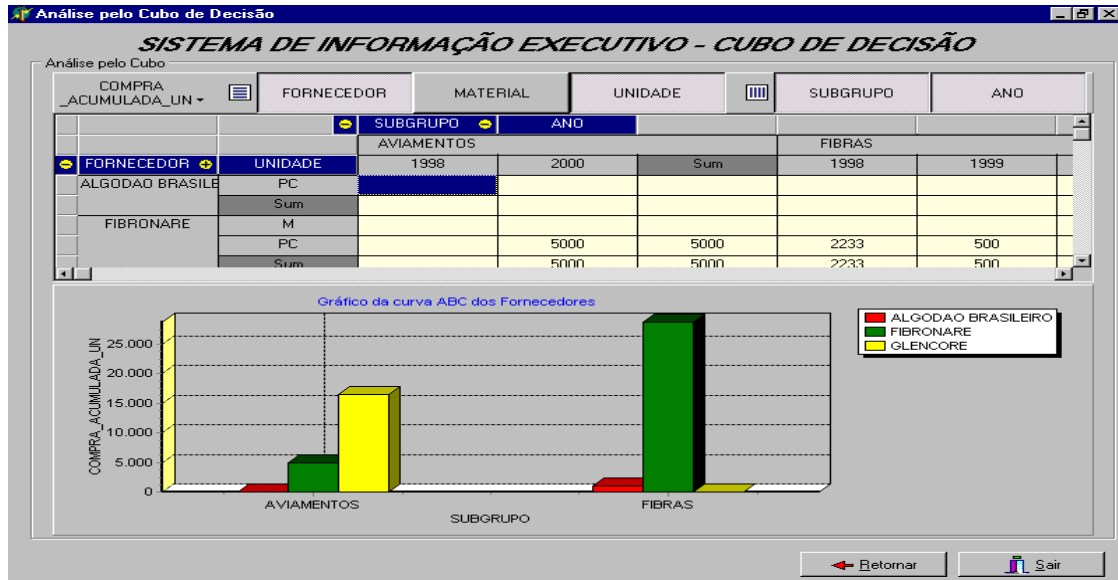 Análise pelo Cubo de Decisão
SISTEMA DE INFORMAÇÃO EXECUTIVO - CUBO DE DECISÃO
Análise pelo Cubo
COMPRA
_ACUMULADA_UN FORNECEDOR MATERIAL UNIDADE SUBGRUPO ANO
SUBGRUPO ANO
AVIAMENTOS FIBRAS
FORNECEDOR UNIDADE 1998 2000 Sum 1998 1999
ALGODAO BRASILE PC
Sum
FIBRONARE M
PC 5000 5000 2233 500
Sum 5000 5000 2233 500
Gráfico da curva ABC dos Fornecedores
COMPRA_ACUMULADA_UN
25.000
20.000
15.000
10.000
5.000
0
AVIAMENTOS FIBRAS
SUBGRUPO
ALGODAO BRASILEIRO
FIBRONARE
GLENCORE
Retornar Sair